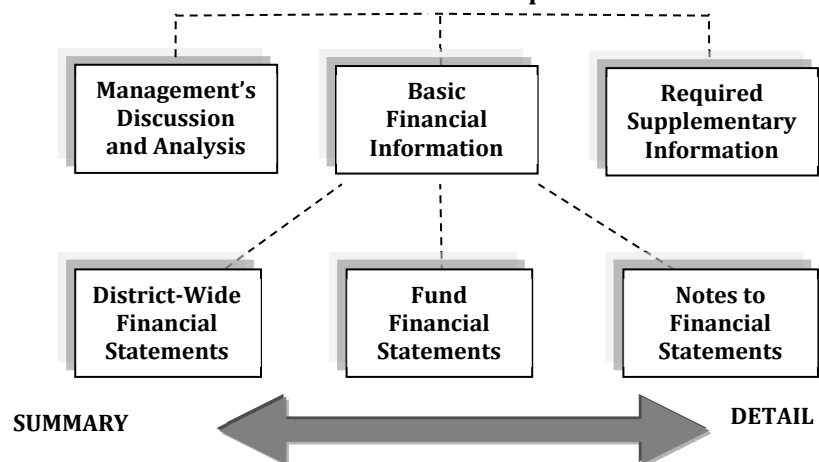 Management's
Discussion
and Analysis
Basic
Financial
Information
Required
Supplementary
Information
District-Wide
Financial
Statements
Fund
Financial
Statements
Notes to
Financial
Statements
SUMMARY
DETAIL